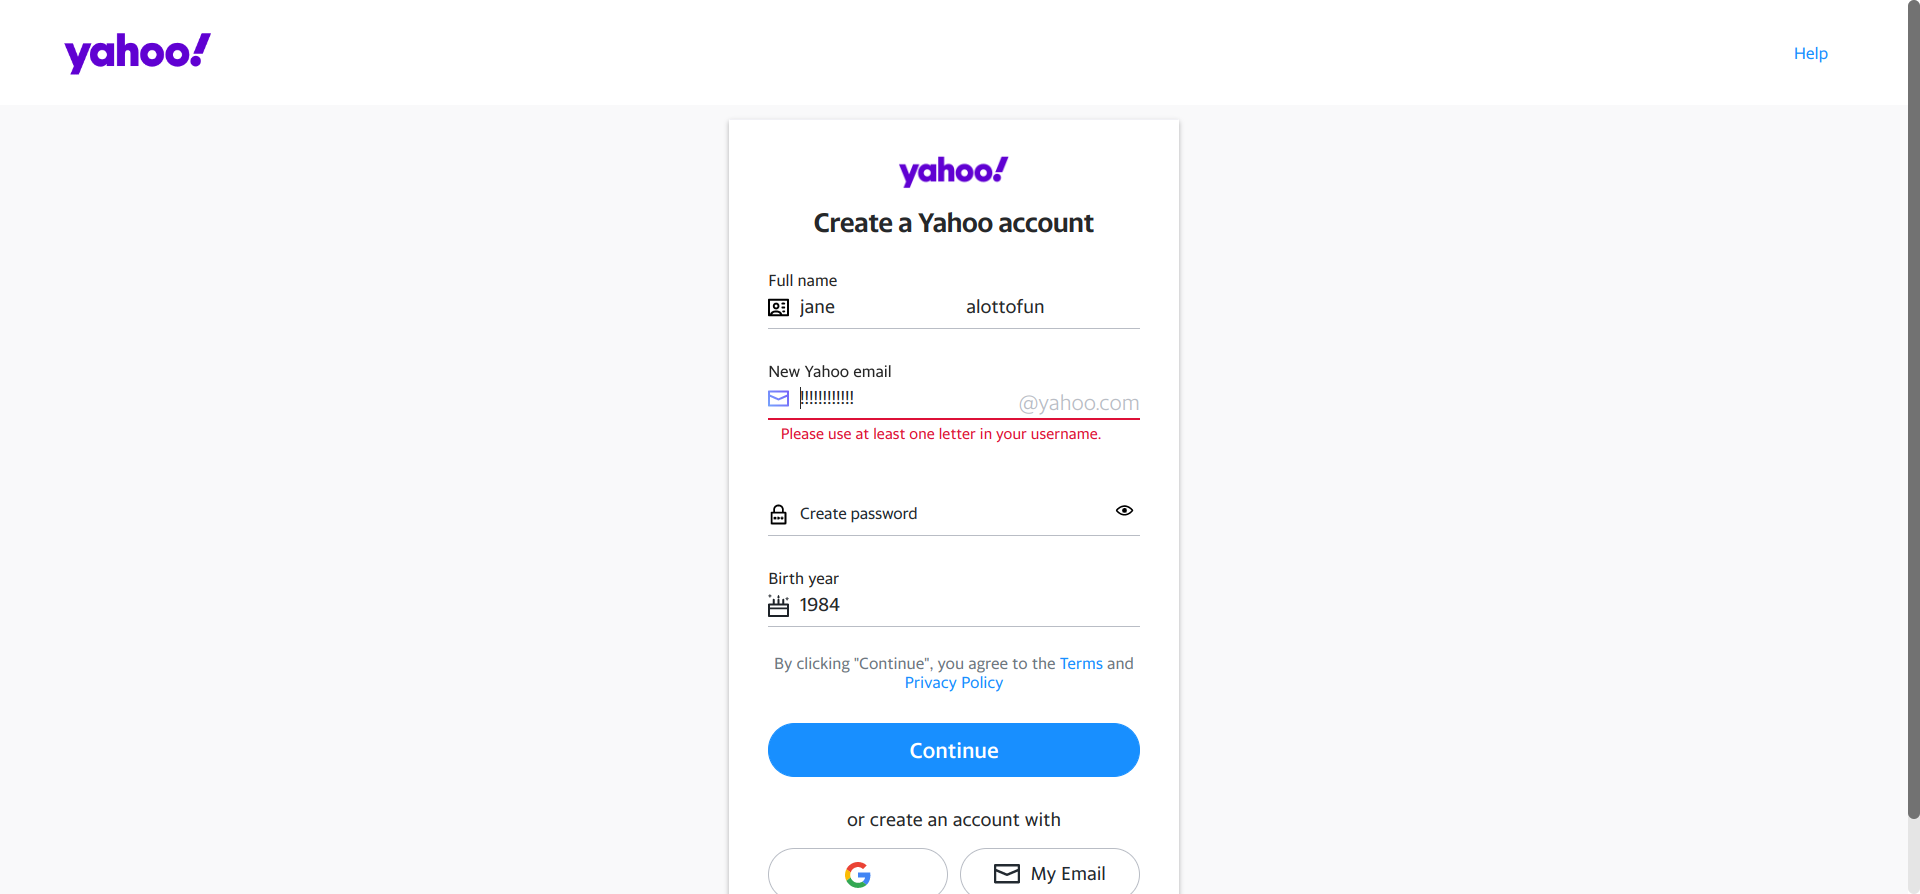 yahoo!
Help
yahoo!
Create a Yahoo account
Full name
jane alottofun
New Yahoo email
!!!!!!!!!!!! @yahoo.com
Please use at least one letter in your username.
Create password
Birth year
1984
By clicking "Continue", you agree to the Terms and
Privacy Policy
Continue
or create an account with
My Email